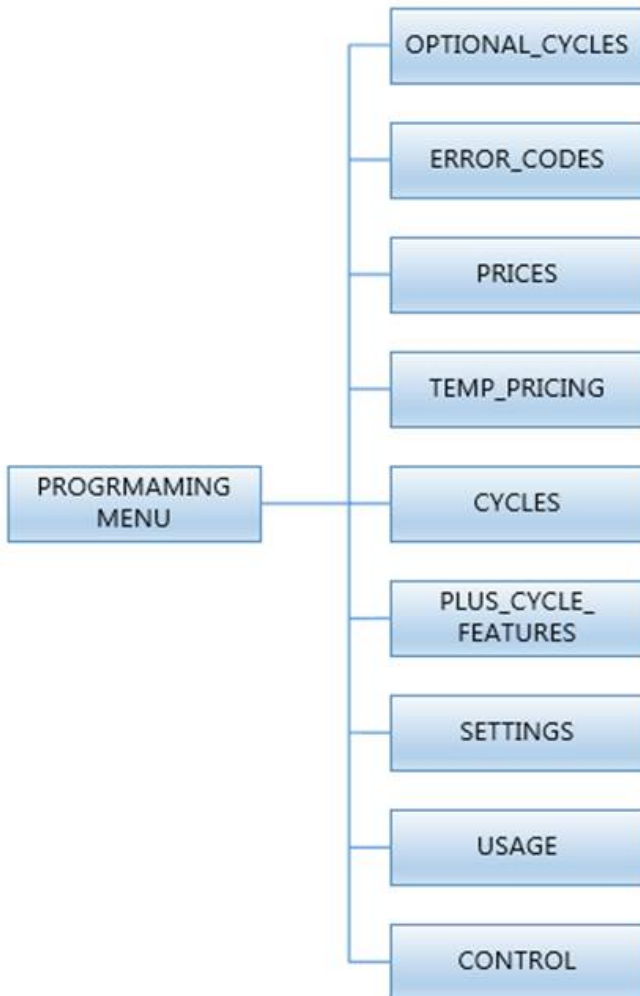 OPTIONAL_CYCLES
ERROR_CODES
PRICES
TEMP_PRICING
PROGRMAMING
MENU
CYCLES
PLUS_CYCLE_
FEATURES
SETTINGS
USAGE
CONTROL